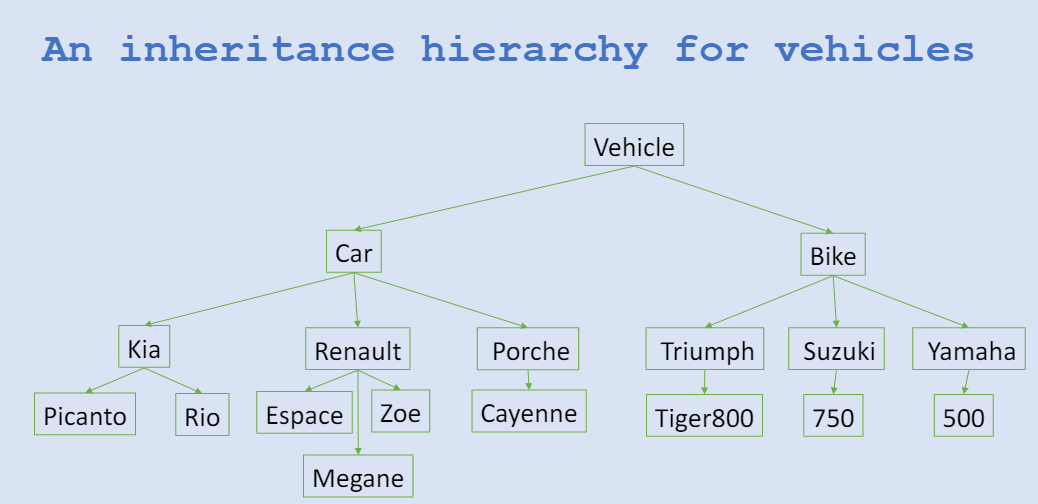 An inheritance hierarchy for vehicles
Vehicle
Car
Bike
Kia
Renault
Porche
Triumph
Suzuki
Yamaha
Picanto
Rio
Espace
Zoe
Cayenne
Tiger800
750
500
Megane